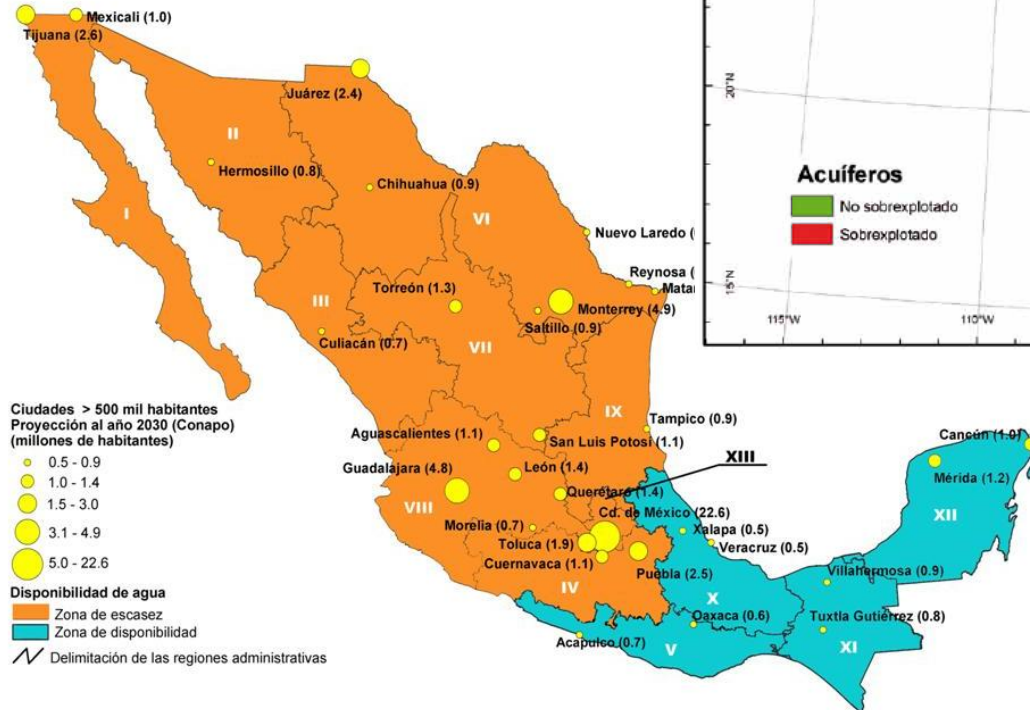 Mexicali (1.0)
Tijuana (2.6)
Juárez (2.4)
II
Hermosillo (0.8)
Chihuahua (0.9)
I
VI
Nuevo Laredo (
Reynosa (
Torreón (1.3)
III
Monterrey (4.9)
Saltillo (0.9)
Culiacán (0.7)
VII
IX
Tampico (0.9)
Aguascalientes (1.1)
San Luis Potosí (1.1)
XIII
Cancún (1.0)
León (1.4)
Guadalajara (4.8)
Querétaro (1.4)
Mérida (1.2)
VIII
Cd. de México (22.6)
XII
Morelia (0.7)
Xalapa (0.5)
Toluca (1.9)
Veracruz (0.5)
Cuernavaca (1.1)
Puebla (2.5)
Villahermosa (0.9)
IV
X
Oaxaca (0.6)
Tuxtla Gutiérrez (0.8)
Acapulco (0.7)
V
XI
20°N
Acuíferos
No sobrexplotado
Sobrexplotado
15°N
115°W
110°W
Ciudades > 500 mil habitantes
Proyección al año 2030 (Conapo)
(millones de habitantes)
0.5 - 0.9
1.0 - 1.4
1.5 - 3.0
3.1 - 4.9
5.0 - 22.6
Disponibilidad de agua
Zona de escasez
Zona de disponibilidad
Delimitación de las regiones administrativas